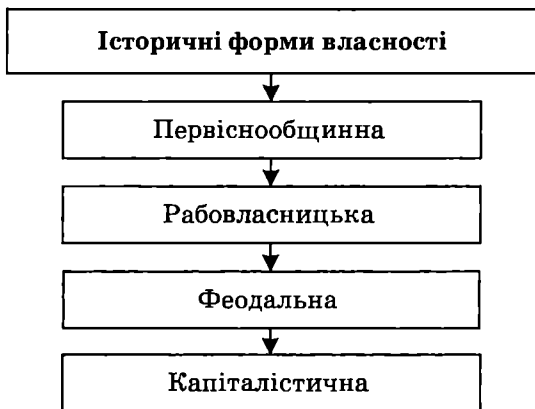 Історичні форми власності
Первіснообщинна
Рабовласницька
Феодальна
Капіталістична